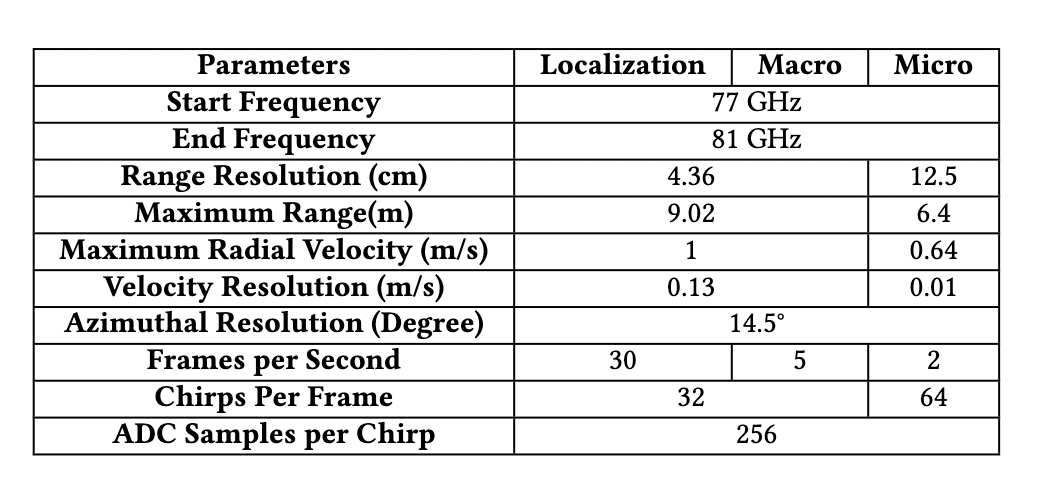 Parameters Localization Macro Micro
Start Frequency 77 GHz
End Frequency 81 GHz
Range Resolution (cm) 4.36 12.5
Maximum Range(m) 9.02 6.4
Maximum Radial Velocity (m/s) 1 0.64
Velocity Resolution (m/s) 0.13 0.01
Azimuthal Resolution (Degree) 14.5°
Frames per Second 30 5 2
Chirps Per Frame 32 64
ADC Samples per Chirp 256